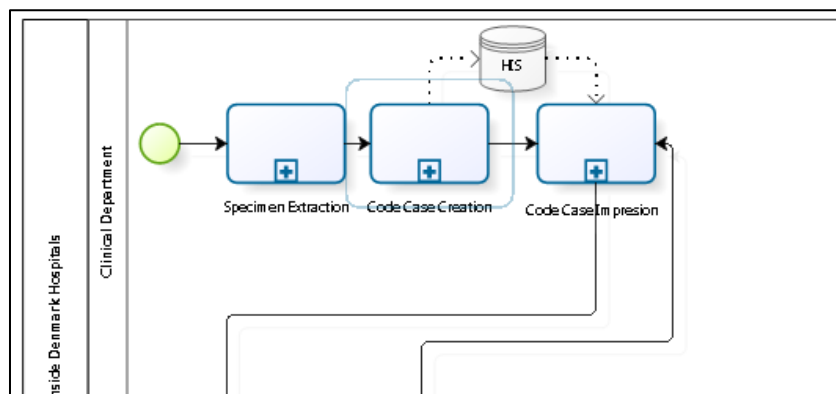 HIS
Specimen Extraction
Code Case Creation
Code Case Impresion
Clinical Department
nside Denmark Hospitals